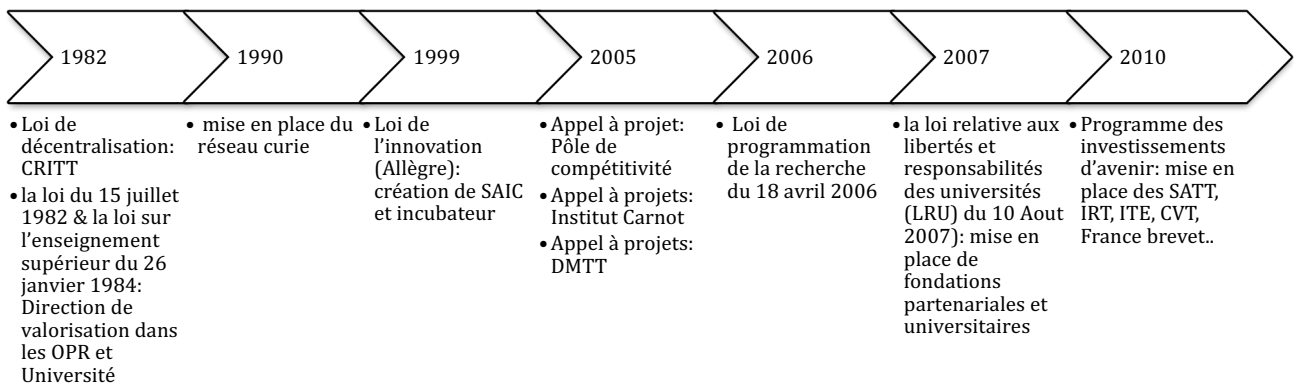 1982
1990
1999
2005
2006
2007
2010
• Loi de
décentralisation:
CRITT
• la loi du 15 juillet
1982 & la loi sur
l'enseignement
supérieur du 26
janvier 1984:
Direction de
valorisation dans
les OPR et
Université
• mise en place du
réseau curie
• Loi de
l'innovation
(Allègre):
création de SAIC
et incubateur
• Appel à projet:
Pôle de
compétitivité
• Appel à projets:
Institut Carnot
• Appel à projets:
DMTT
• Loi de
programmation
de la recherche
du 18 avril 2006
• la loi relative aux
libertés et
responsabilités
des universités
(LRU) du 10 Aout
2007): mise en
place de
fondations
partenariales et
universitaires
• Programme des
investissements
d'avenir: mise en
place des SATT,
IRT, ITE, CVT,
France brevet..